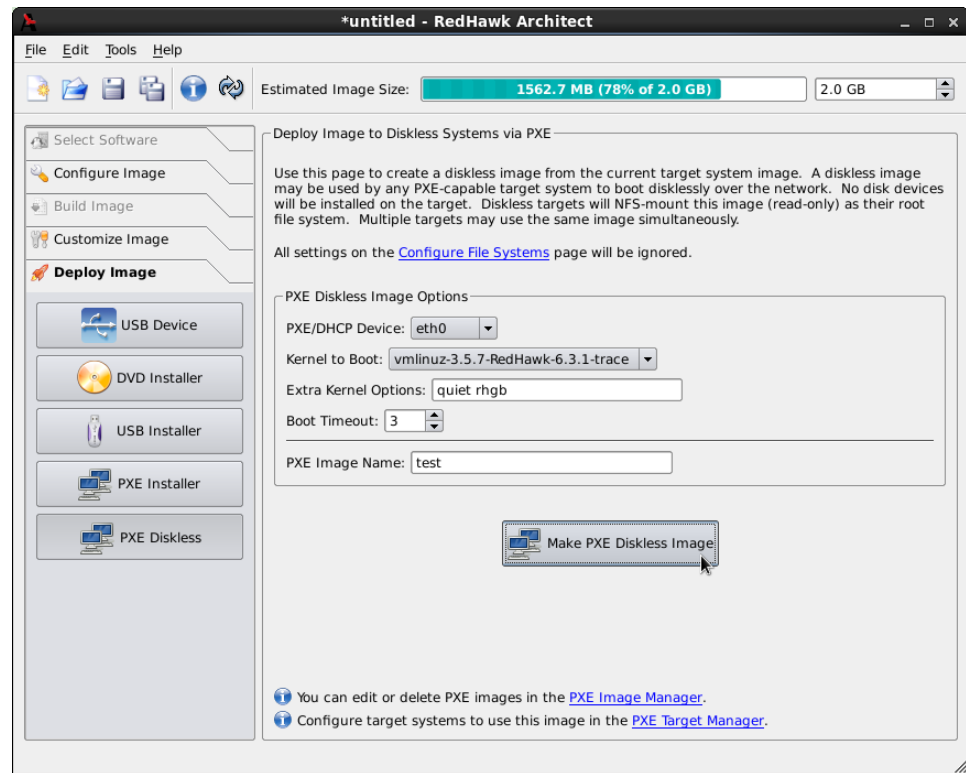 *untitled - RedHawk Architect
File Edit Tools Help
Estimated Image Size: 1562.7 MB (78% of 2.0 GB) 2.0 GB
Select Software
Configure Image
Build Image
Customize Image
Deploy Image
USB Device
DVD Installer
USB Installer
PXE Installer
PXE Diskless
Deploy Image to Diskless Systems via PXE
Use this page to create a diskless image from the current target system image. A diskless image
may be used by any PXE-capable target system to boot disklessly over the network. No disk devices
will be installed on the target. Diskless targets will NFS-mount this image (read-only) as their root
file system. Multiple targets may use the same image simultaneously.
All settings on the Configure File Systems page will be ignored.
PXE Diskless Image Options
PXE/DHCP Device: eth0
Kernel to Boot: vmlinuz-3.5.7-RedHawk-6.3.1-trace
Extra Kernel Options: quiet rhgb
Boot Timeout: 3
PXE Image Name: test
Make PXE Diskless Image
You can edit or delete PXE images in the PXE Image Manager.
Configure target systems to use this image in the PXE Target Manager.